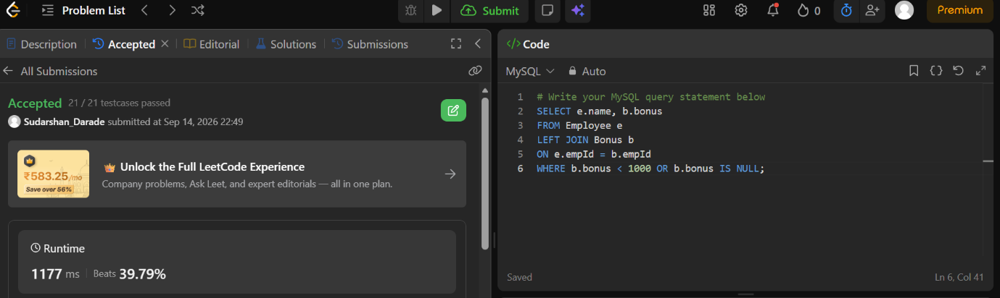 Problem List
Submit
0
Premium
Description
Accepted
Editorial
Solutions
Submissions
All Submissions
Accepted 21 / 21 testcases passed
Sudarshan_Darade submitted at Sep 14, 2026 22:49
₹583.25/mo
Save over 56%
Unlock the Full LeetCode Experience
Company problems, Ask Leet, and expert editorials — all in one plan.
Runtime
1177 ms Beats 39.79%
</> Code
MySQL Auto
1 # Write your MySQL query statement below
2 SELECT e.name, b.bonus
3 FROM Employee e
4 LEFT JOIN Bonus b
5 ON e.empId = b.empId
6 WHERE b.bonus < 1000 OR b.bonus IS NULL;
Saved
Ln 6, Col 41